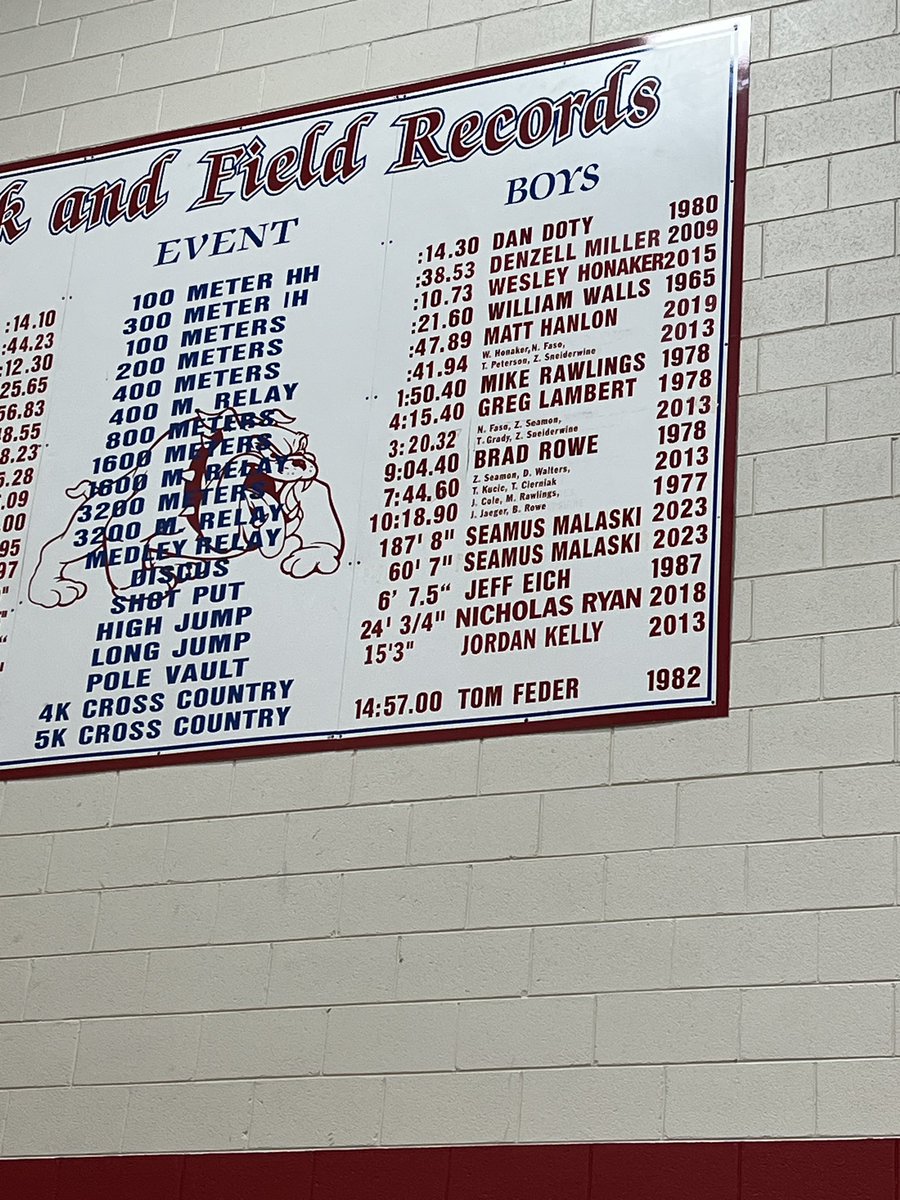 k and Field Records
EVENT BOYS
:14.10 100 METER HH :14.30 DAN DOTY 1980
:44.23 300 METER IH :38.53 DENZELL MILLER 2009
:12.30 100 METERS :10.73 WESLEY HONAKER 2015
25.65 200 METERS :21.60 WILLIAM WALLS 1965
56.83 400 METERS :47.89 MATT HANLON 2019
8.55 400 M. RELAY :41.94 W. Honaker, N. Faso, 2013
T. Peterson, Z. Sneiderwine
8.23 800 METERS 1:50.40 MIKE RAWLINGS 1978
5.28 1600 METERS 4:15.40 GREG LAMBERT 1978
.09 1600 M. RELAY 3:20.32 N. Faso, Z. Seamon, 2013
T. Grady, Z. Sneiderwine
.00 3200 METERS 9:04.40 BRAD ROWE 1978
95 3200 M. RELAY 7:44.60 Z. Seamon, D. Walters, 2013
T. Kucic, T. Cierniak
97 MEDLEY RELAY 10:18.90 J. Cole, M. Rawlings, 1977
J. Jaeger, B. Rowe
DISCUS 187' 8" SEAMUS MALASKI 2023
SHOT PUT 60' 7" SEAMUS MALASKI 2023
HIGH JUMP 6' 7.5" JEFF EICH 1987
LONG JUMP 24' 3/4" NICHOLAS RYAN 2018
POLE VAULT 15'3" JORDAN KELLY 2013
4K CROSS COUNTRY
5K CROSS COUNTRY 14:57.00 TOM FEDER 1982